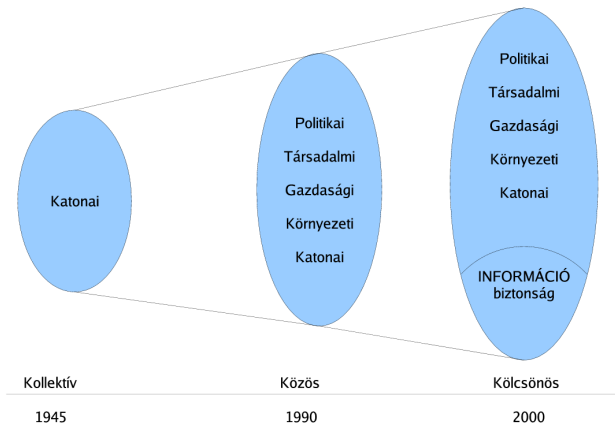 Katonai
Politikai
Társadalmi
Gazdasági
Környezeti
Katonai
Politikai
Társadalmi
Gazdasági
Környezeti
Katonai
INFORMÁCIÓ
biztonság
Kollektív
Közös
Kölcsönös
1945
1990
2000